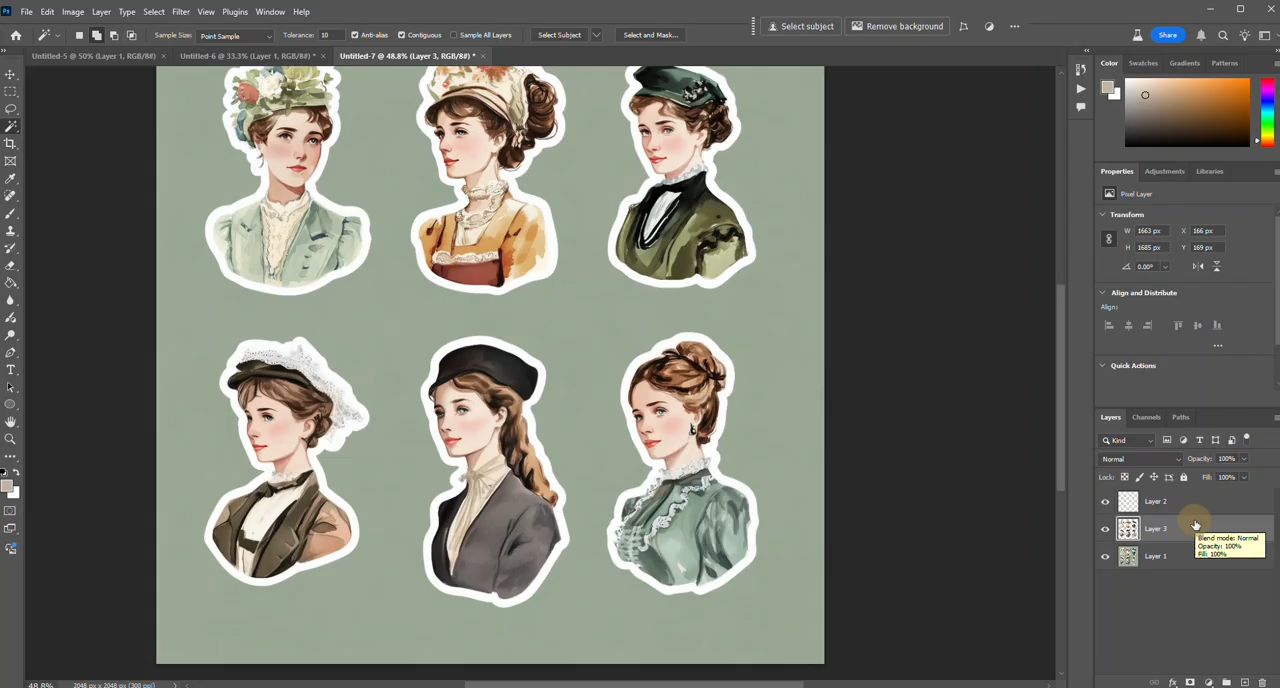 Ps File Edit Image Layer Type Select Filter View Plugins Window Help
Select subject Remove background
Sample Size: Point Sample Tolerance: 10 Anti-alias Contiguous Sample All Layers Select Subject Select and Mask... Share
Untitled-5 @ 50% (Layer 1, RGB/8#) * × Untitled-6 @ 33.3% (Layer 1, RGB/8#) * × Untitled-7 @ 48.8% (Layer 3, RGB/8#) * ×
Color Swatches Gradients Patterns
Properties Adjustments Libraries
Pixel Layer
Transform
W 1663 px X 166 px
H 1685 px Y 169 px
0.00°
Align and Distribute
Align:
Quick Actions
Layers Channels Paths
Kind
Normal Opacity: 100%
Lock: Fill: 100%
Layer 2
Layer 3
Blend mode: Normal
Opacity: 100%
Fill: 100%
Layer 1
48.8% 2048 px x 2048 px (300 ppi)
fx